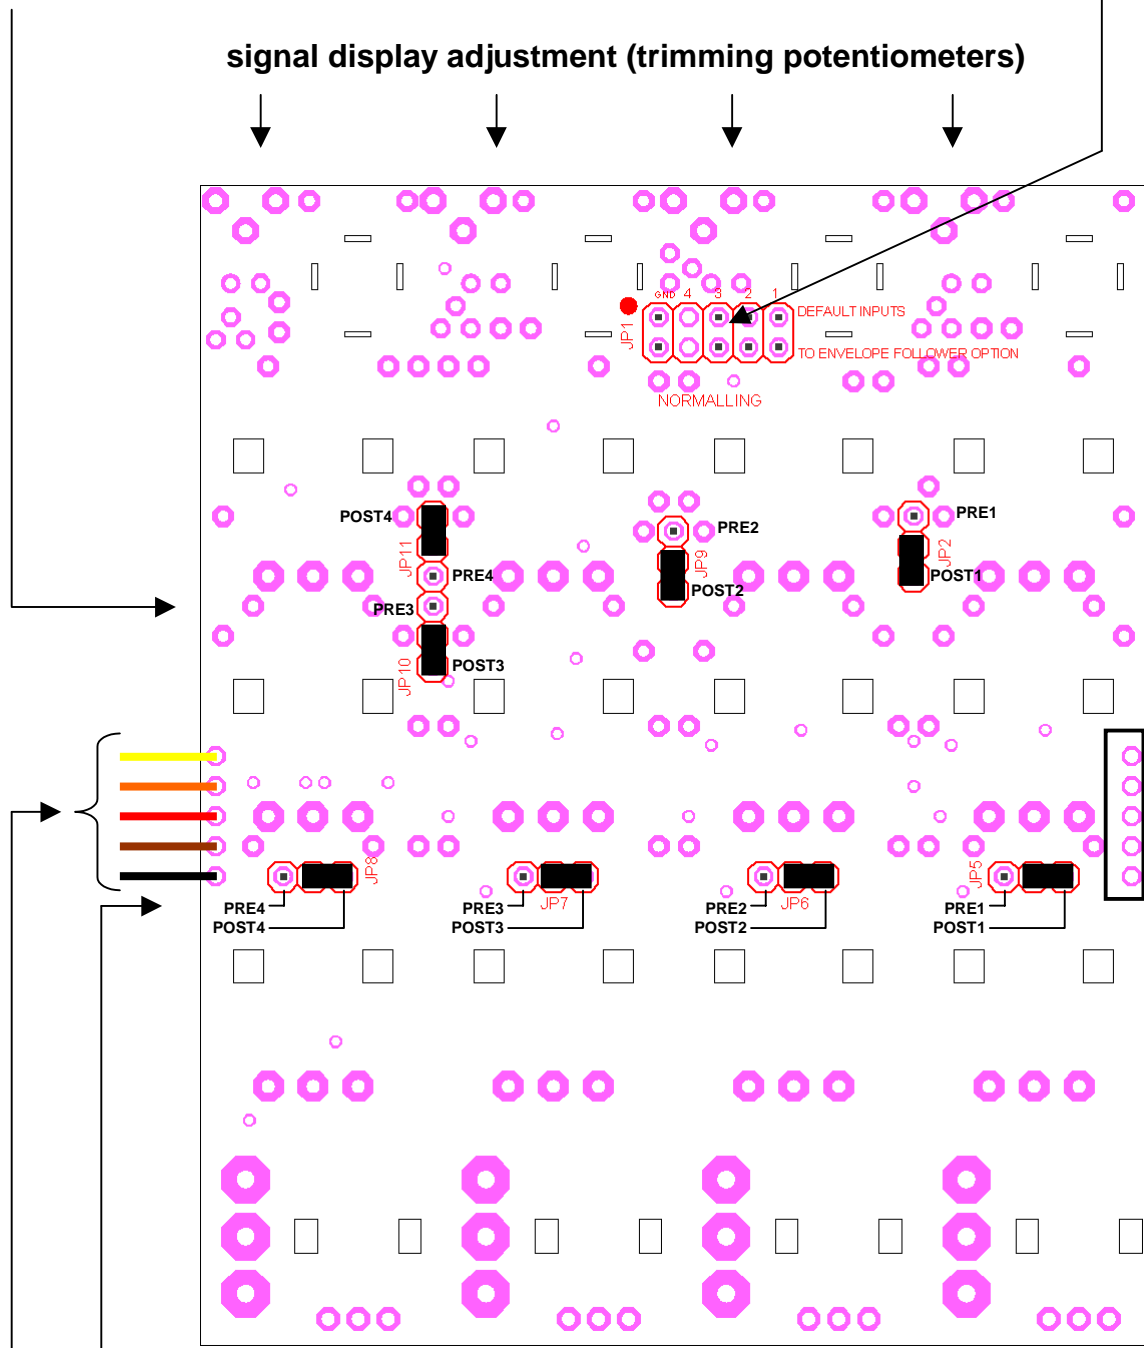 signal display adjustment (trimming potentiometers)
GND 4 3 2 1
DEFAULT INPUTS
JP1
TO ENVELOPE FOLLOWER OPTION
NORMALLING
POST4
JP11
PRE4
PRE3
POST3
JP10
PRE2
JP9
POST2
PRE1
JP2
POST1
JP8
PRE4
POST4
JP7
PRE3
POST3
JP6
PRE2
POST2
JP5
PRE1
POST1